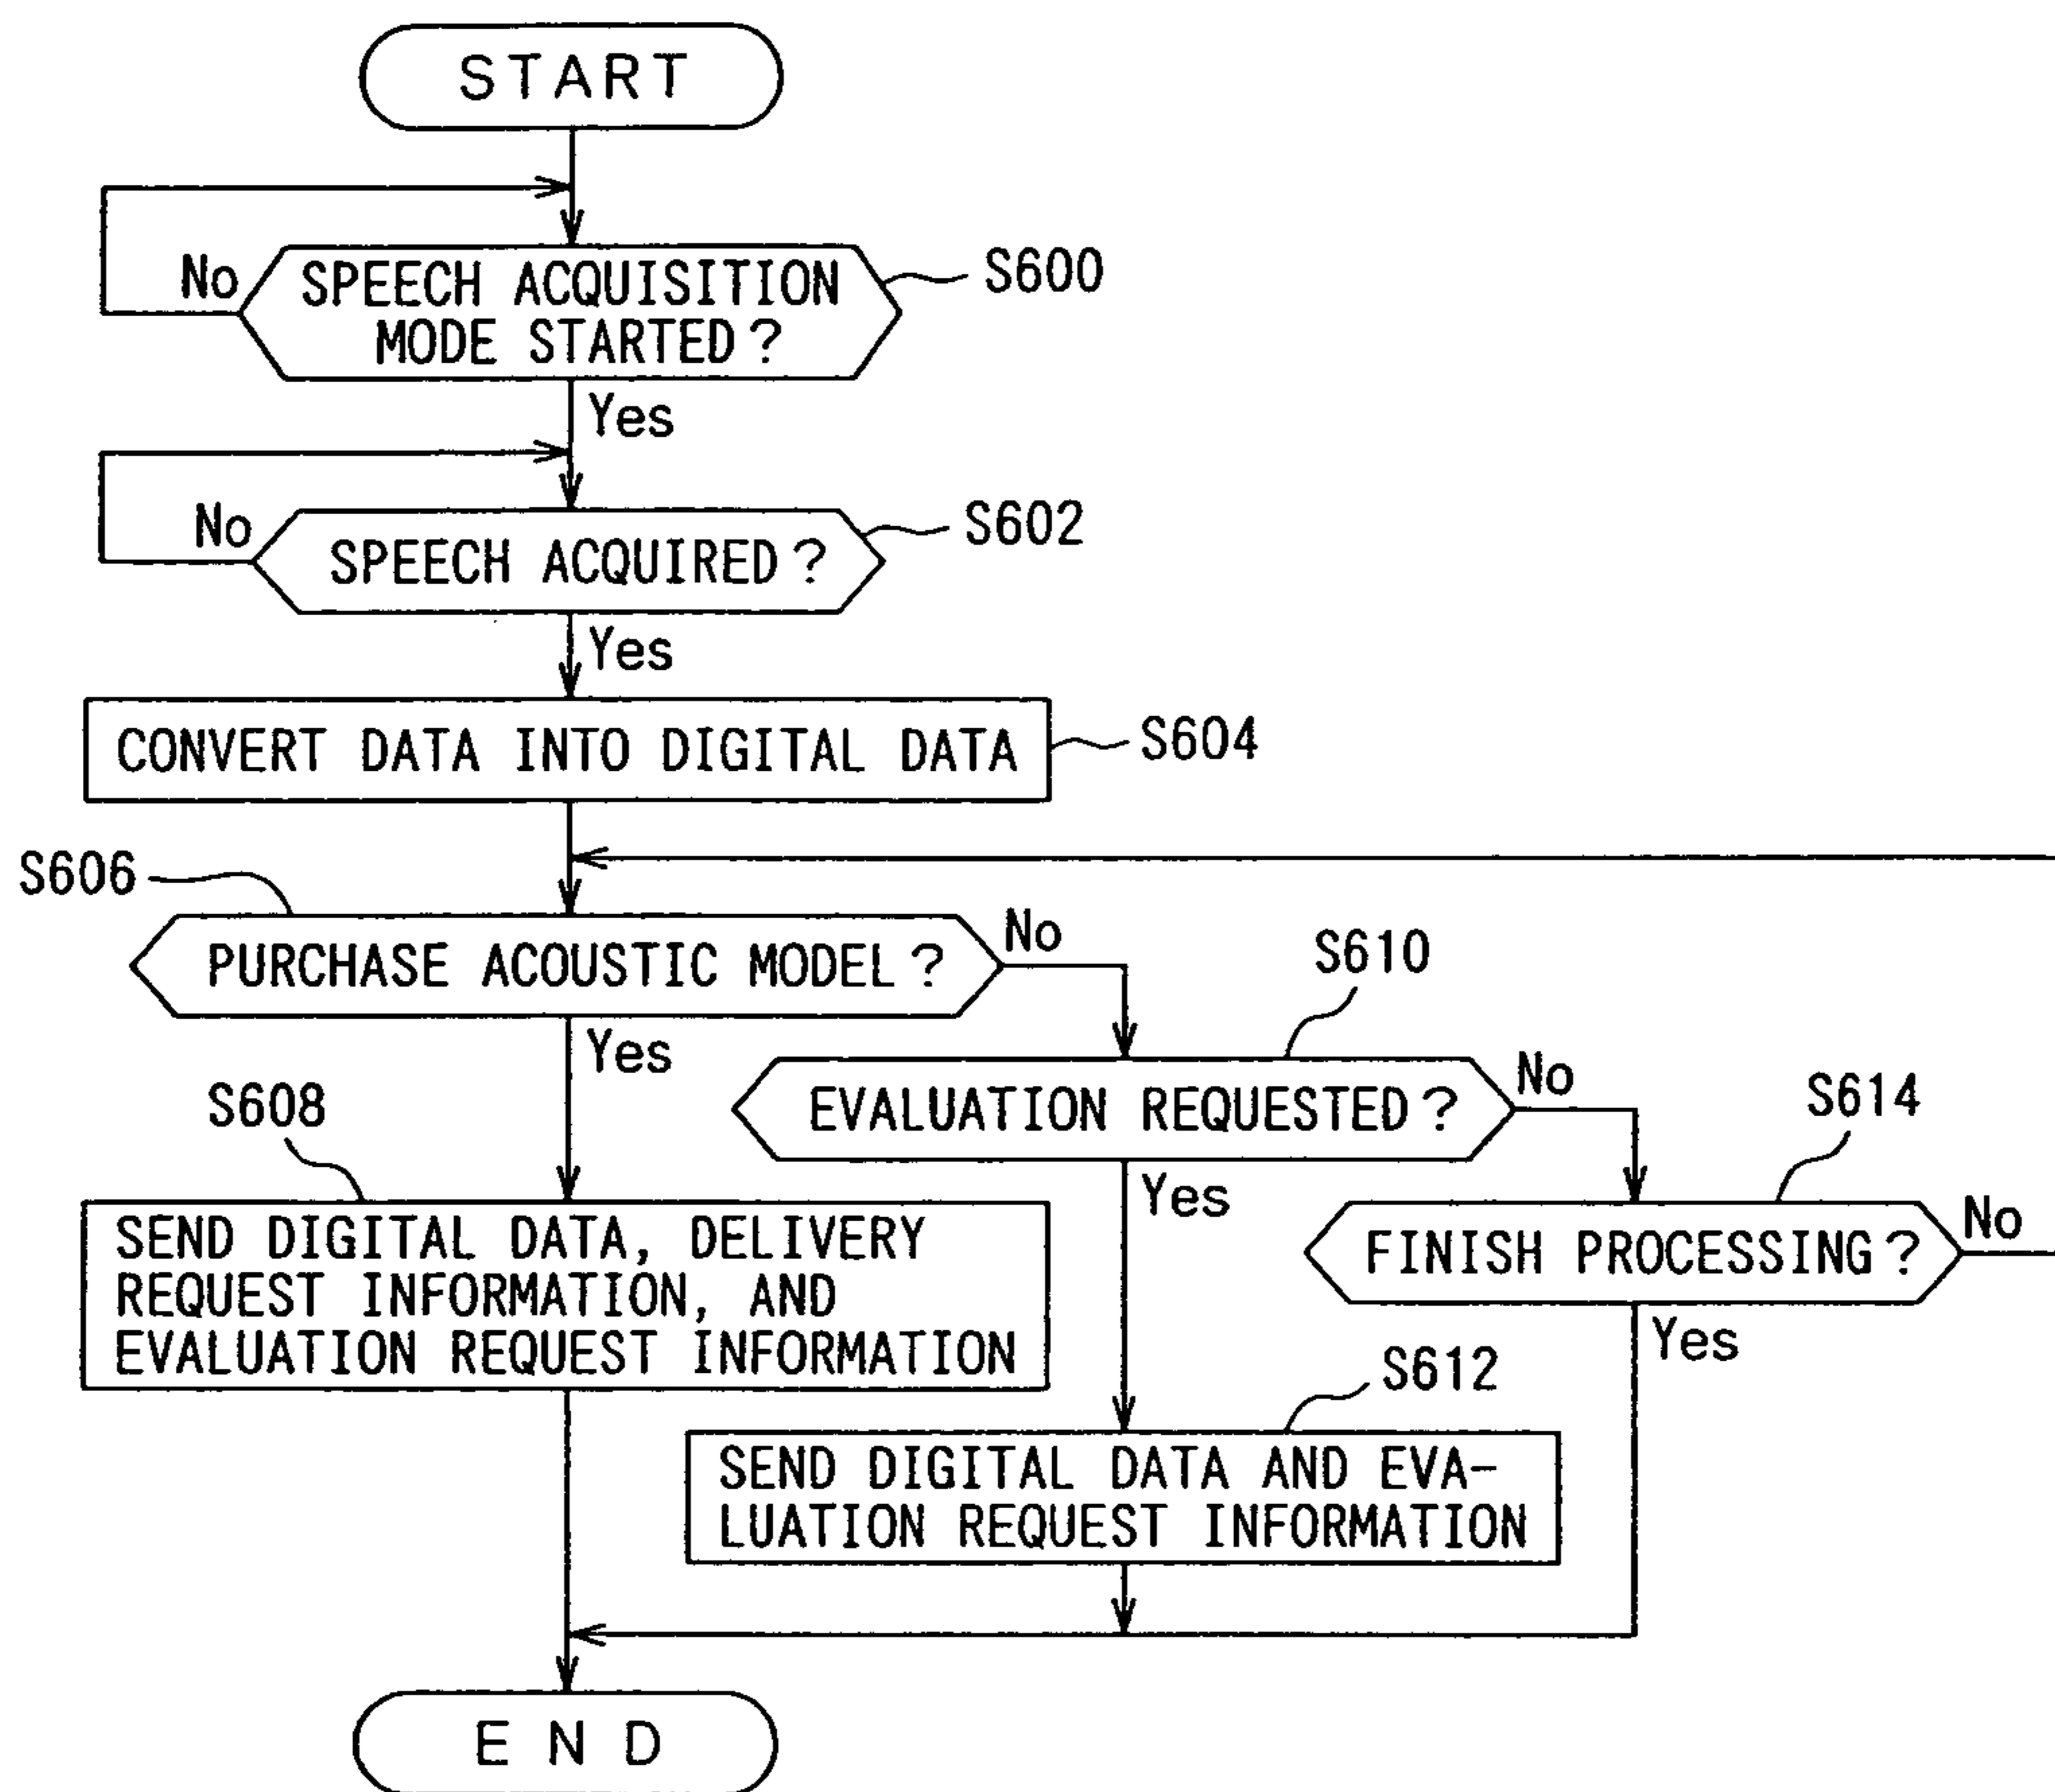 START
No
SPEECH ACQUISITION
MODE STARTED?
S600
Yes
No
SPEECH ACQUIRED?
S602
Yes
CONVERT DATA INTO DIGITAL DATA
S604
S606
PURCHASE ACOUSTIC MODEL?
No
Yes
S610
EVALUATION REQUESTED?
No
Yes
S614
FINISH PROCESSING?
No
Yes
S608
SEND DIGITAL DATA, DELIVERY
REQUEST INFORMATION, AND
EVALUATION REQUEST INFORMATION
S612
SEND DIGITAL DATA AND EVA-
LUATION REQUEST INFORMATION
END